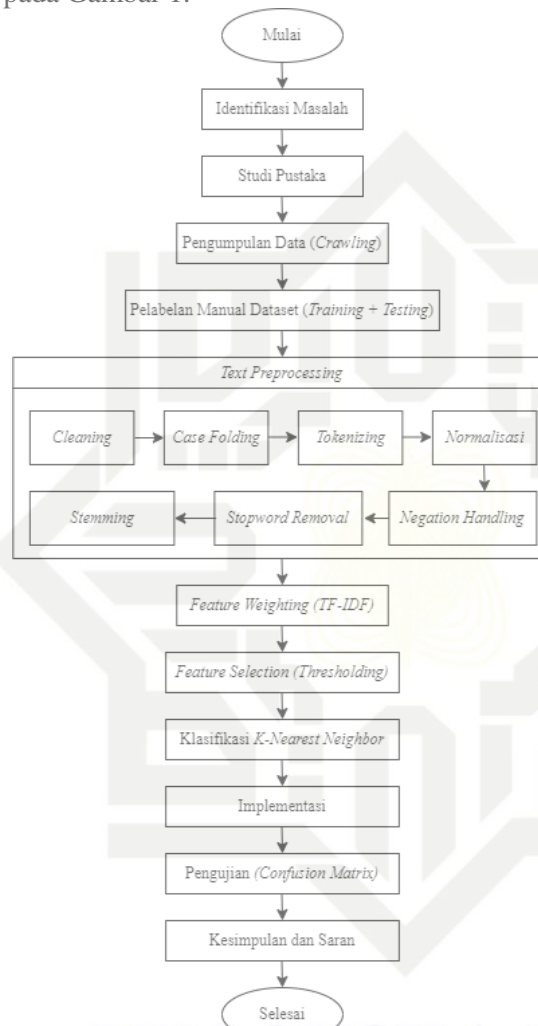 pada Gambar 1.
Mulai
Identifikasi Masalah
Studi Pustaka
Pengumpulan Data (Crawling)
Pelabelan Manual Dataset (Training + Testing)
Text Preprocessing
Cleaning
Case Folding
Tokenizing
Normalisasi
Negation Handling
Stopword Removal
Stemming
Feature Weighting (TF-IDF)
Feature Selection (Thresholding)
Klasifikasi K-Nearest Neighbor
Implementasi
Pengujian (Confusion Matrix)
Kesimpulan dan Saran
Selesai